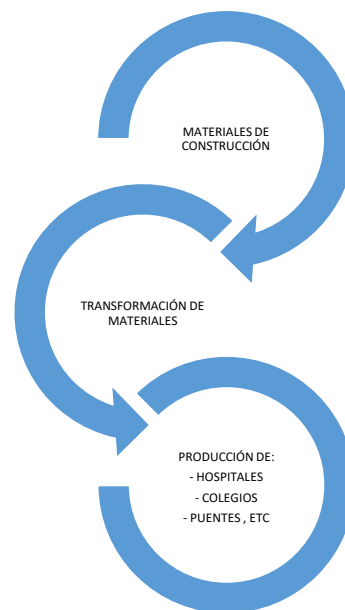 MATERIALES DE
CONSTRUCCIÓN
TRANSFORMACIÓN DE
MATERIALES
PRODUCCIÓN DE:
- HOSPITALES
- COLEGIOS
- PUENTES , ETC